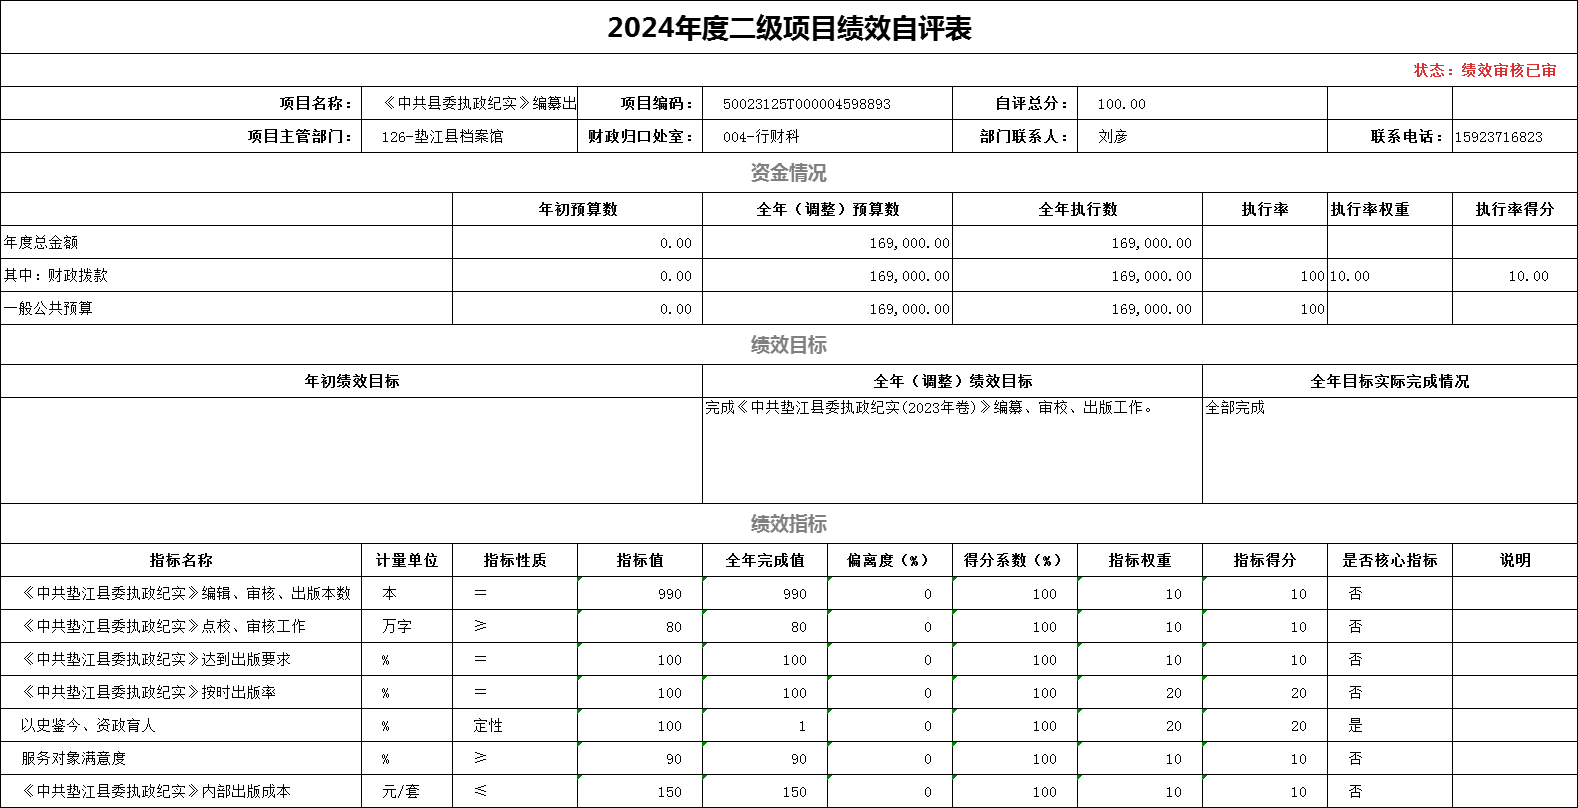 2024年度二级项目绩效自评表
状态：绩效审核已审
项目名称： 《中共县委执政纪实》编纂出 项目编码： 50023125T000004598893 自评总分： 100.00
项目主管部门： 126-垫江县档案馆 财政归口处室： 004-行财科 部门联系人： 刘彦 联系电话： 15923716823
资金情况
年初预算数 全年（调整）预算数 全年执行数 执行率 执行率权重 执行率得分
年度总金额 0.00 169,000.00 169,000.00
其中：财政拨款 0.00 169,000.00 169,000.00 100 10.00 10.00
一般公共预算 0.00 169,000.00 169,000.00 100
绩效目标
年初绩效目标 全年（调整）绩效目标 全年目标实际完成情况
完成《中共垫江县委执政纪实(2023年卷)》编纂、审校、出版工作。 全部完成
绩效指标
指标名称 计量单位 指标性质 指标值 全年完成值 偏离度（%） 得分系数（%） 指标权重 指标得分 是否核心指标 说明
《中共垫江县委执政纪实》编辑、审核、出版本数 本 ＝ 990 990 0 100 10 10 否
《中共垫江县委执政纪实》点校、审核工作 万字 ≥ 80 80 0 100 10 10 否
《中共垫江县委执政纪实》达到出版要求 % ＝ 100 100 0 100 10 10 否
《中共垫江县委执政纪实》按时出版率 % ＝ 100 100 0 100 20 20 否
以史鉴今、资政育人 % 定性 100 1 0 100 20 20 是
服务对象满意度 % ≥ 90 90 0 100 10 10 否
《中共垫江县委执政纪实》内部出版成本 元/套 ≤ 150 150 0 100 10 10 否